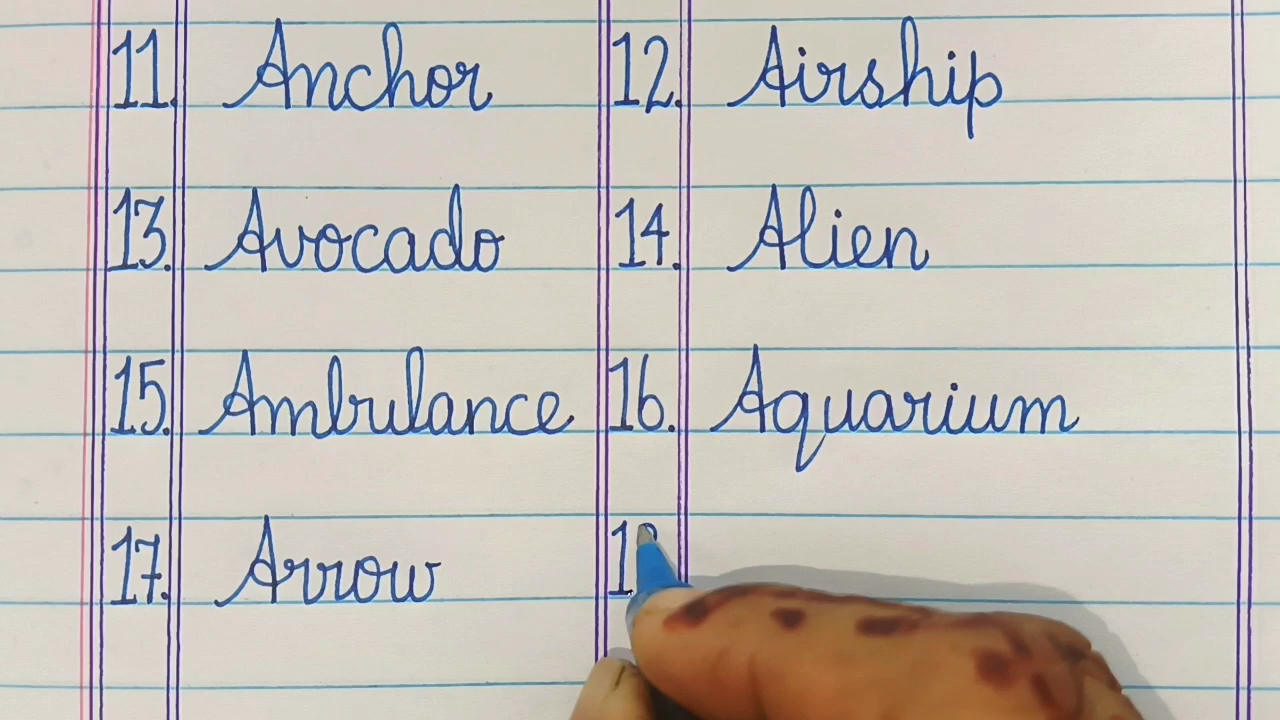 11. Anchor 12. Airship
13. Avocado 14. Alien
15. Ambulance 16. Aquarium
17. Arrow